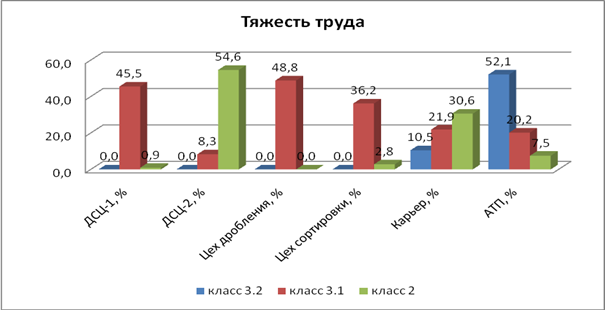 Тяжесть труда
60,0
40,0
20,0
0,0
0,0
45,5
0,9
0,0
8,3
54,6
0,0
48,8
0,0
0,0
36,2
2,8
10,5
21,9
30,6
52,1
20,2
7,5
ДСЦ-1, %
ДСЦ-2, %
Цех дробления, %
Цех сортировки, %
Карьер, %
АТП, %
класс 3.2 класс 3.1 класс 2